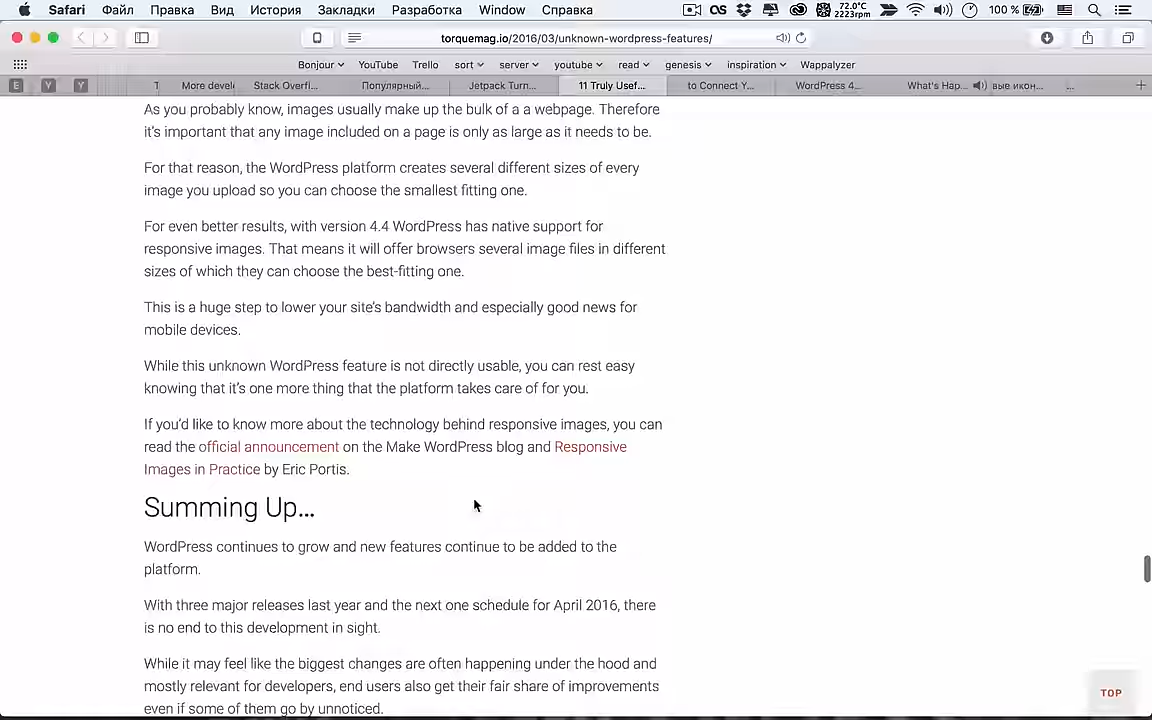 Safari Файл Правка Вид История Закладки Разработка Window Справка 72.0°C 2223rpm 100 %
torquemag.io/2016/03/unknown-wordpress-features/
Bonjour YouTube Trello sort server youtube read genesis inspiration Wappalyzer
E Y Y More devel Stack Overfl... Популярный... Jetpack Turn... 11 Truly Usef... to Connect Y... WordPress 4... What's Hap... вые икон... ...
As you probably know, images usually make up the bulk of a a webpage. Therefore
it's important that any image included on a page is only as large as it needs to be.
For that reason, the WordPress platform creates several different sizes of every
image you upload so you can choose the smallest fitting one.
For even better results, with version 4.4 WordPress has native support for
responsive images. That means it will offer browsers several image files in different
sizes of which they can choose the best-fitting one.
This is a huge step to lower your site's bandwidth and especially good news for
mobile devices.
While this unknown WordPress feature is not directly usable, you can rest easy
knowing that it's one more thing that the platform takes care of for you.
If you'd like to know more about the technology behind responsive images, you can
read the official announcement on the Make WordPress blog and Responsive
Images in Practice by Eric Portis.
Summing Up...
WordPress continues to grow and new features continue to be added to the
platform.
With three major releases last year and the next one schedule for April 2016, there
is no end to this development in sight.
While it may feel like the biggest changes are often happening under the hood and
mostly relevant for developers, end users also get their fair share of improvements
even if some of them go by unnoticed.
TOP